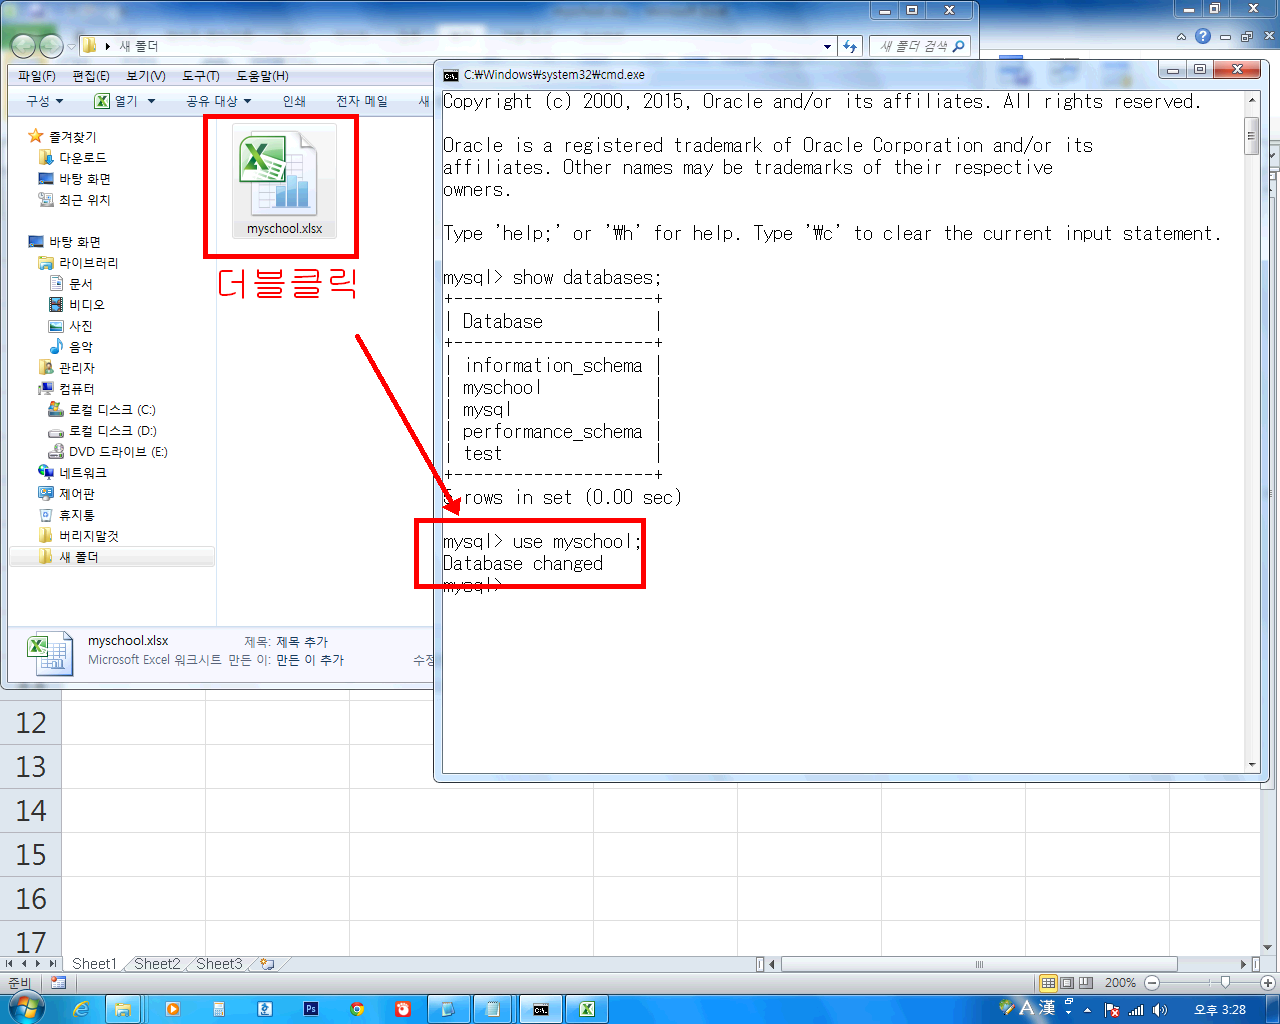 새 폴더
새 폴더 검색
파일(F) 편집(E) 보기(V) 도구(T) 도움말(H)
구성 열기 공유 대상 인쇄 전자 메일 새
즐겨찾기
다운로드
바탕 화면
최근 위치
바탕 화면
라이브러리
문서
비디오
사진
음악
관리자
컴퓨터
로컬 디스크 (C:)
로컬 디스크 (D:)
DVD 드라이브 (E:)
네트워크
제어판
휴지통
버리지말것
새 폴더
myschool.xlsx
더블클릭
myschool.xlsx 제목: 제목 추가
Microsoft Excel 워크시트 만든 이: 만든 이 추가 수정
C:₩Windows₩system32₩cmd.exe
Copyright (c) 2000, 2015, Oracle and/or its affiliates. All rights reserved.
Oracle is a registered trademark of Oracle Corporation and/or its
affiliates. Other names may be trademarks of their respective
owners.
Type 'help;' or '₩h' for help. Type '₩c' to clear the current input statement.
mysql> show databases;
+--------------------+
| Database           |
+--------------------+
| information_schema |
| myschool           |
| mysql              |
| performance_schema |
| test               |
+--------------------+
5 rows in set (0.00 sec)
mysql> use myschool;
Database changed
mysql>
12
13
14
15
16
17
Sheet1 Sheet2 Sheet3
준비 200%
A 漢 오후 3:28